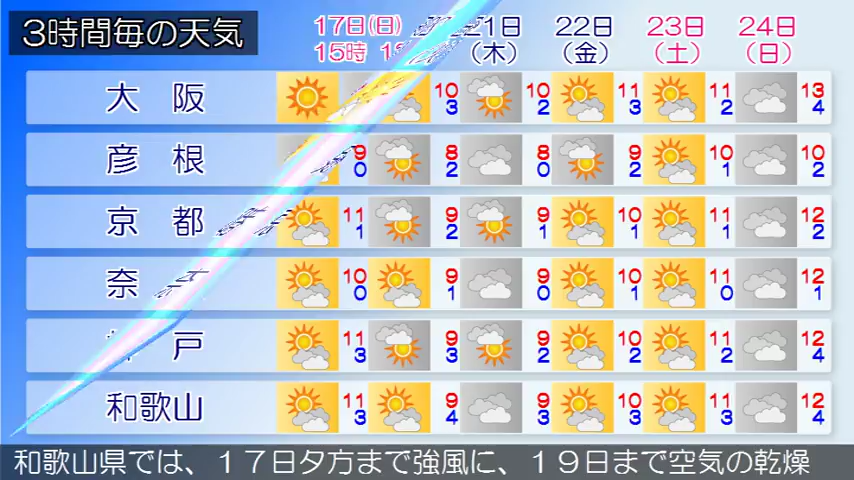 3時間毎の天気
17日(日) 21日 22日 23日 24日
15時 (木) (金) (土) (日)
大 阪 10 3 10 2 11 3 11 2 13 4
彦 根 9 0 8 2 8 0 9 2 10 1 10 2
京 都 11 1 9 2 9 1 10 1 11 1 12 2
奈 10 0 9 1 9 0 10 1 11 0 12 1
戸 11 3 9 3 9 2 10 2 11 2 12 4
和歌山 11 3 9 4 9 3 10 3 11 3 12 4
和歌山県では、17日夕方まで強風に、19日まで空気の乾燥